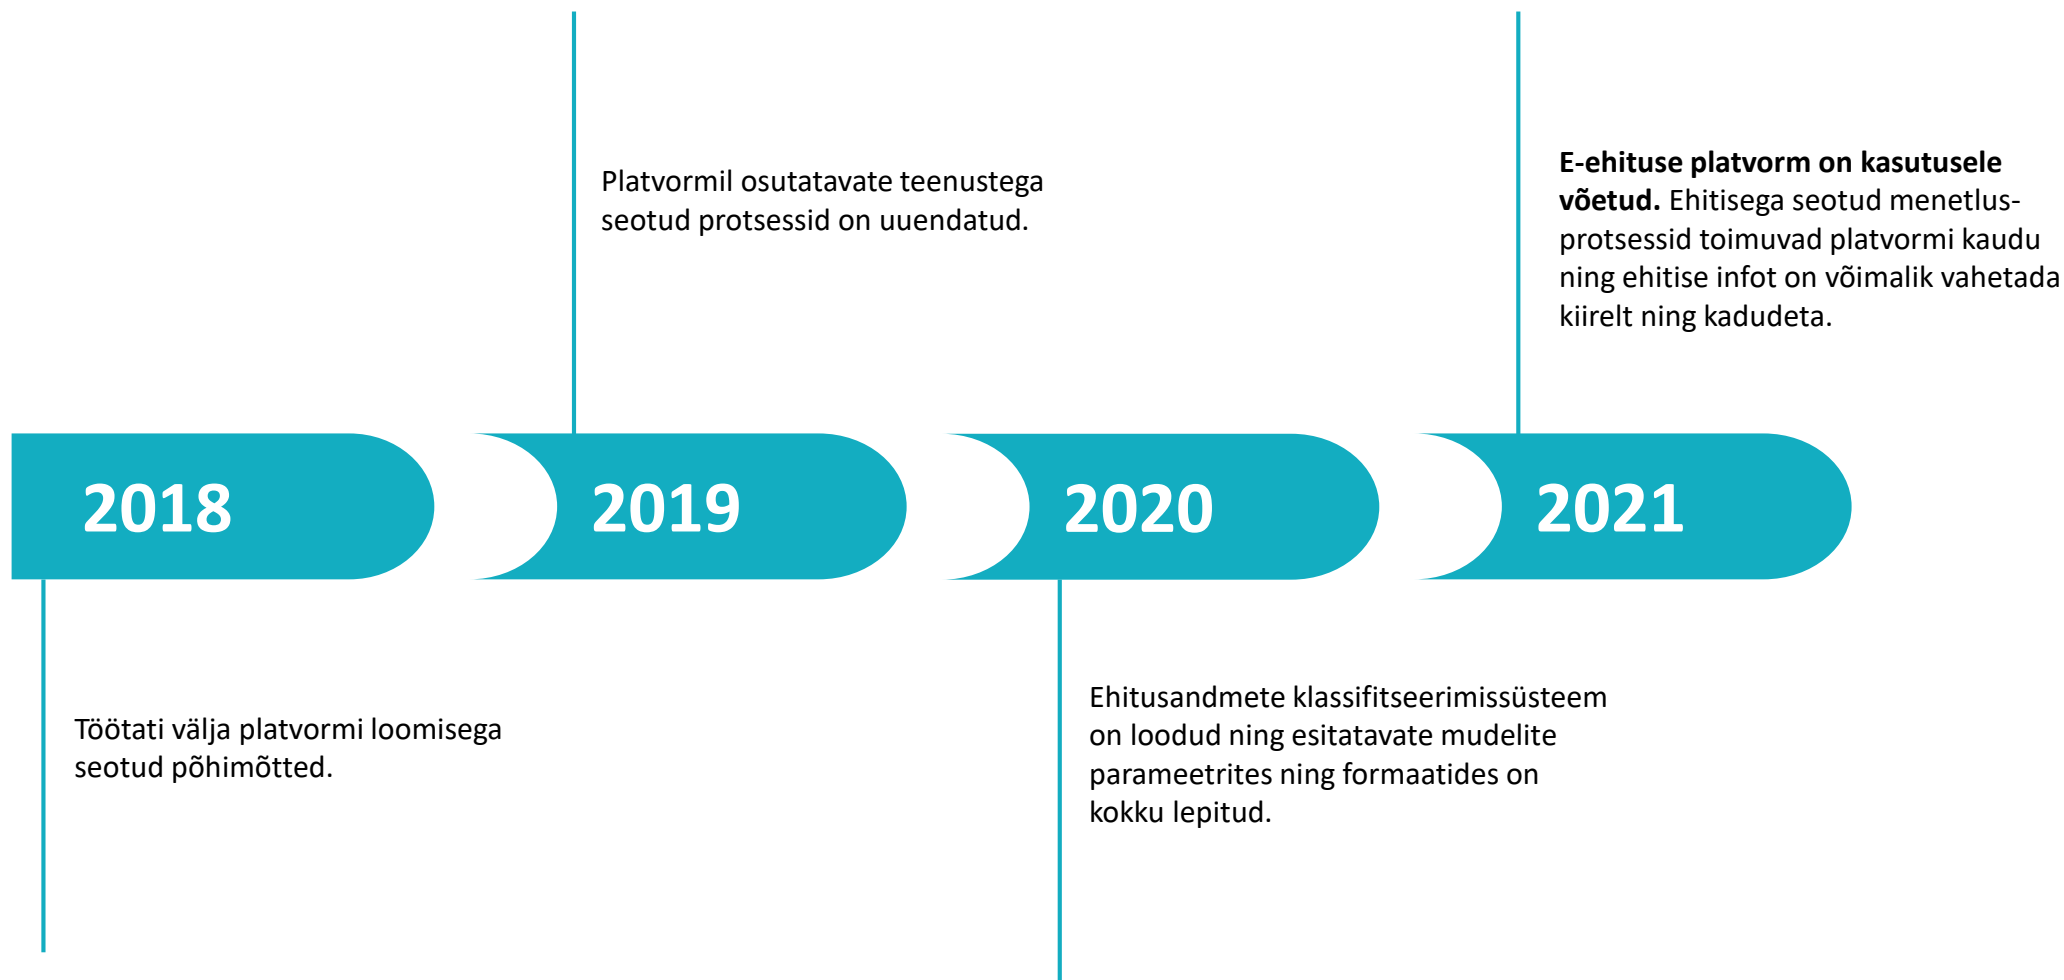 2018
Töötati välja platvormi loomisega
seotud põhimõtted.
2019
Platvormil osutatavate teenustega
seotud protsessid on uuendatud.
2020
Ehitusandmete klassifitseerimissüsteem
on loodud ning esitatavate mudelite
parameetrites ning formaatides on
kokku lepitud.
2021
E-ehituse platvorm on kasutusele
võetud. Ehitisega seotud menetlus-
protsessid toimuvad platvormi kaudu
ning ehitise infot on võimalik vahetada
kiirelt ning kadudeta.